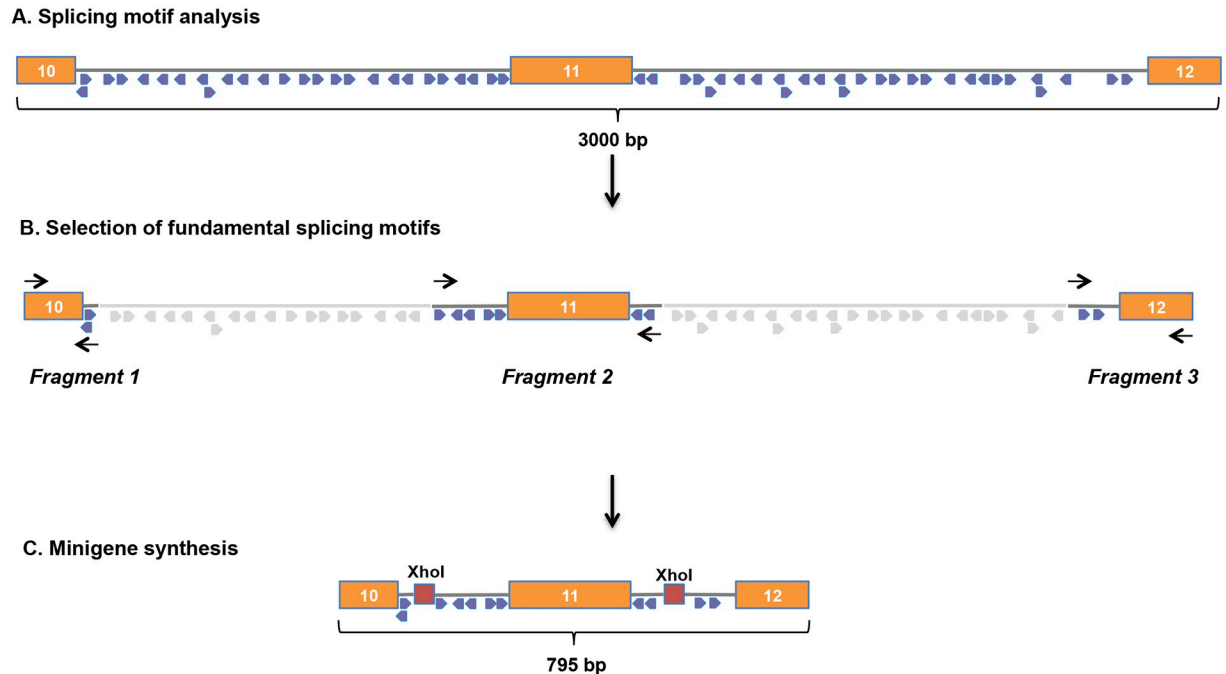 A. Splicing motif analysis
10 11 12
3000 bp
B. Selection of fundamental splicing motifs
10 11 12
Fragment 1 Fragment 2 Fragment 3
C. Minigene synthesis
XhoI XhoI
10 11 12
795 bp